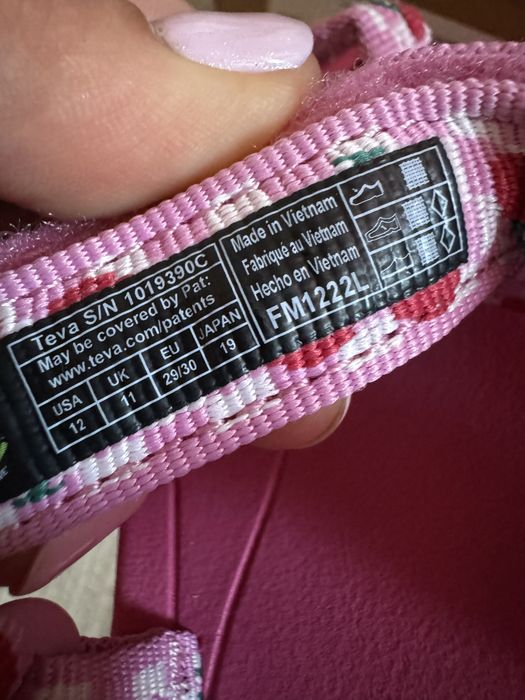 Teva S/N 1019390C
May be covered by Pat:
www.teva.com/patents
USA UK EU JAPAN
12 11 29/30 19
Made in Vietnam
Fabriqué au Vietnam
Hecho en Vietnam
FM1222L